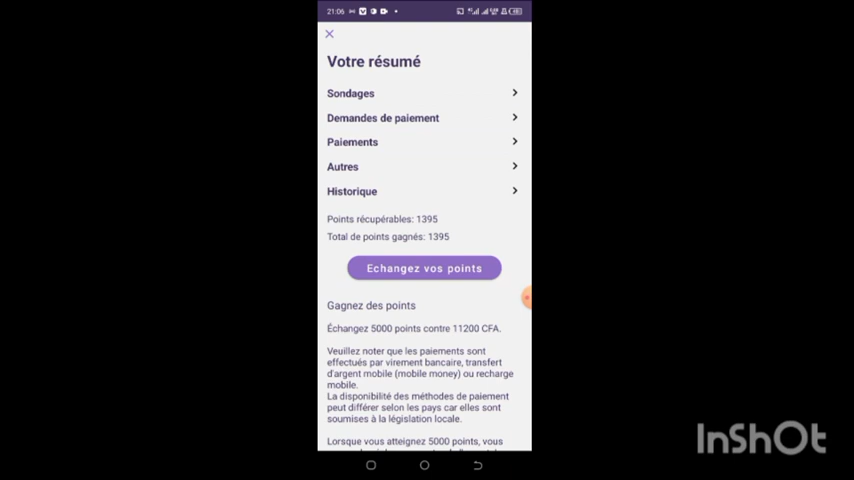 21:06
Votre résumé
Sondages
Demandes de paiement
Paiements
Autres
Historique
Points récupérables: 1395
Total de points gagnés: 1395
Echangez vos points
Gagnez des points
Échangez 5000 points contre 11200 CFA.
Veuillez noter que les paiements sont
effectués par virement bancaire, transfert
d'argent mobile (mobile money) ou recharge
mobile.
La disponibilité des méthodes de paiement
peut différer selon les pays car elles sont
soumises à la législation locale.
Lorsque vous atteignez 5000 points, vous
InShOt